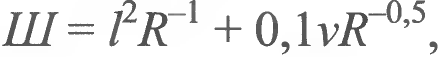 Ш = l²R⁻¹ + 0,1vR⁻⁰,⁵,